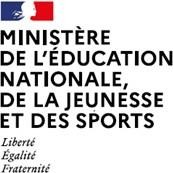 MINISTÈRE
DE L'ÉDUCATION
NATIONALE,
DE LA JEUNESSE
ET DES SPORTS
Liberté
Égalité
Fraternité